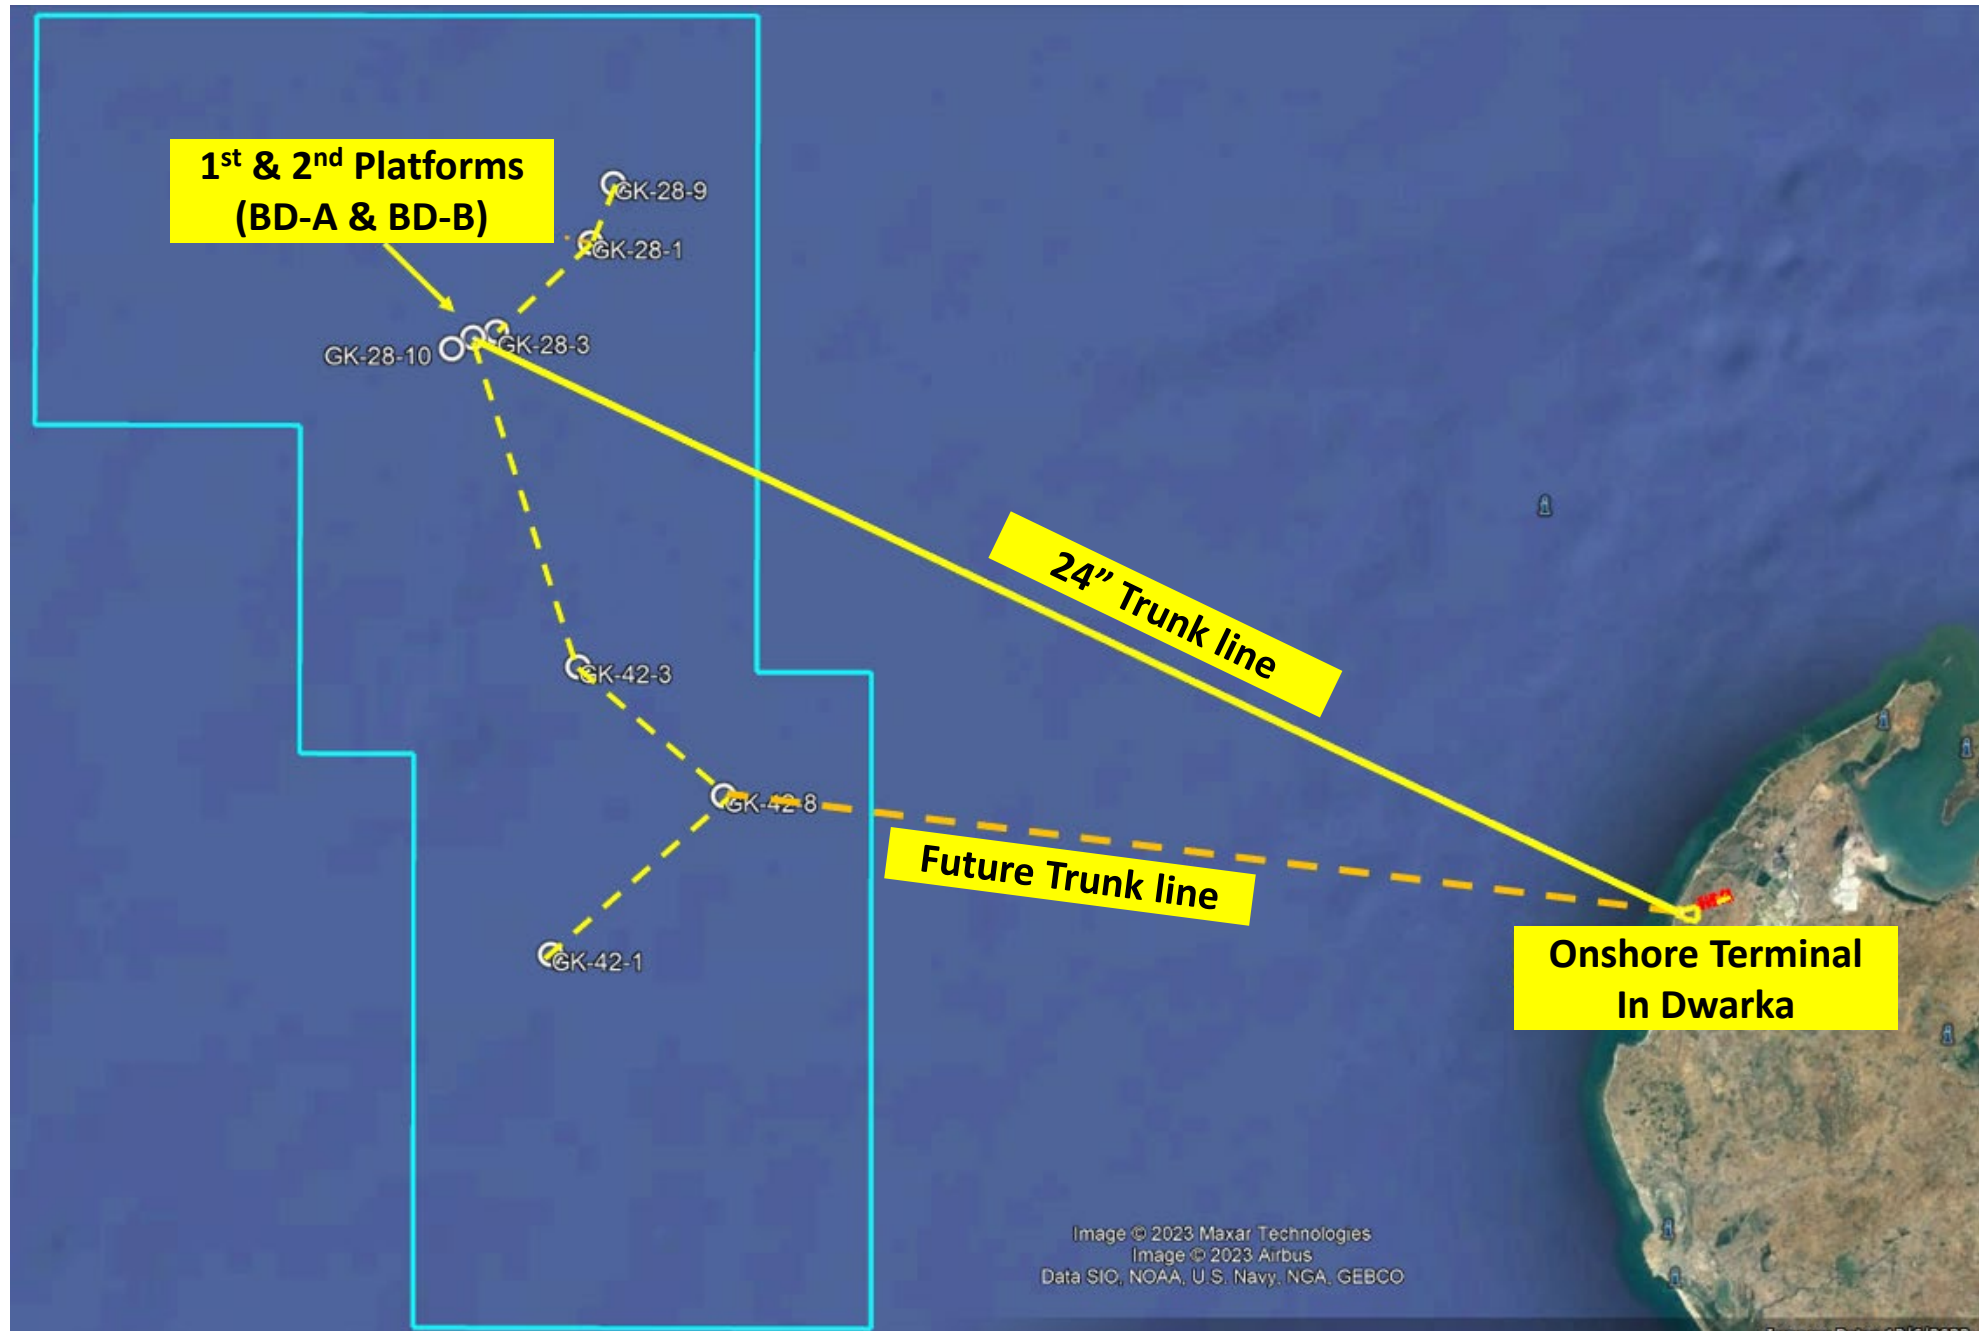 1st & 2nd Platforms
(BD-A & BD-B)
GK-28-9
GK-28-1
GK-28-3
GK-28-10
24” Trunk line
GK-42-3
GK-42-8
Future Trunk line
GK-42-1
Onshore Terminal
In Dwarka
Image © 2023 Maxar Technologies
Image © 2023 Airbus
Data SIO, NOAA, U.S. Navy, NGA, GEBCO